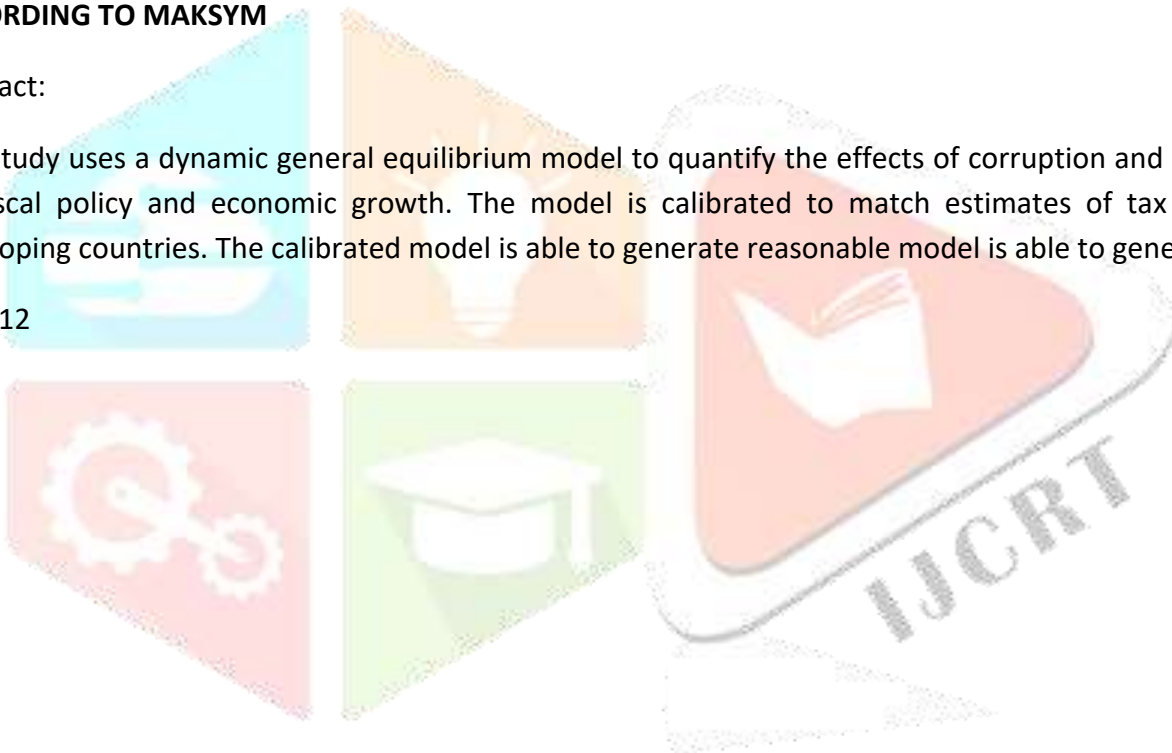 ORDING TO MAKSYM
act:
tudy uses a dynamic general equilibrium model to quantify the effects of corruption and
scal policy and economic growth. The model is calibrated to match estimates of tax
oping countries. The calibrated model is able to generate reasonable model is able to gene
12
IJCRT